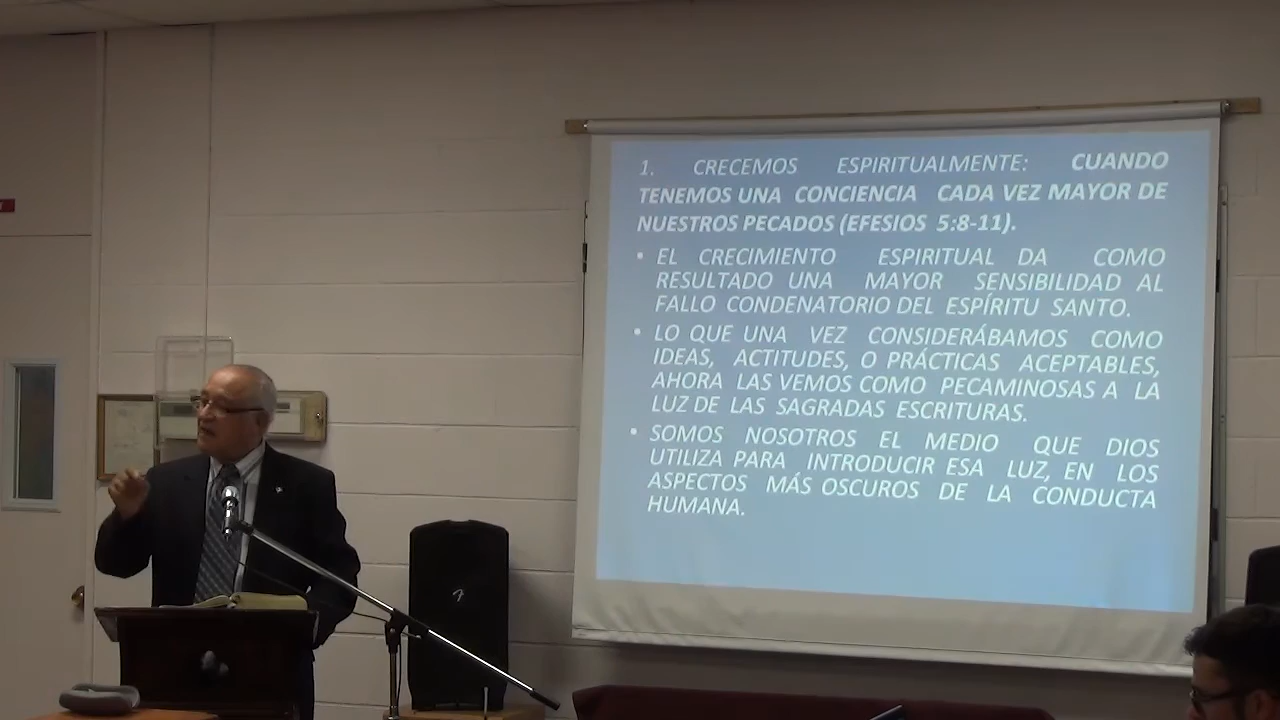 1. CRECEMOS ESPIRITUALMENTE: CUANDO
TENEMOS UNA CONCIENCIA CADA VEZ MAYOR DE
NUESTROS PECADOS (EFESIOS 5:8-11).
▪ EL CRECIMIENTO ESPIRITUAL DA COMO
RESULTADO UNA MAYOR SENSIBILIDAD AL
FALLO CONDENATORIO DEL ESPÍRITU SANTO.
▪ LO QUE UNA VEZ CONSIDERÁBAMOS COMO
IDEAS, ACTITUDES, O PRÁCTICAS ACEPTABLES,
AHORA LAS VEMOS COMO PECAMINOSAS A LA
LUZ DE LAS SAGRADAS ESCRITURAS.
▪ SOMOS NOSOTROS EL MEDIO QUE DIOS
UTILIZA PARA INTRODUCIR ESA LUZ, EN LOS
ASPECTOS MÁS OSCUROS DE LA CONDUCTA
HUMANA.